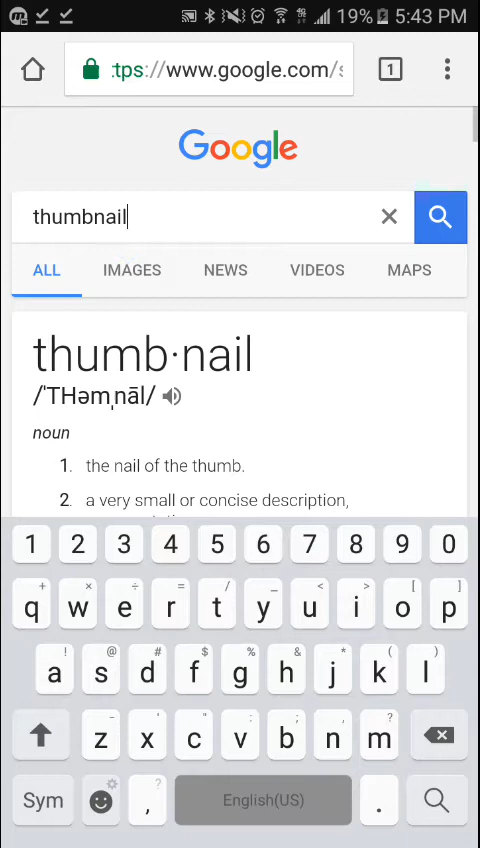 19% 5:43 PM
tps://www.google.com/s
1
Google
thumbnail
ALL IMAGES NEWS VIDEOS MAPS
thumb·nail
/ˈTHəmˌnāl/
noun
1. the nail of the thumb.
2. a very small or concise description,
1 2 3 4 5 6 7 8 9 0
+ × ÷ = / _ < > [ ]
q w e r t y u i o p
! @ # $ % & * ( )
a s d f g h j k l
- ' " : ; , ?
z x c v b n m
Sym , ? English(US) .